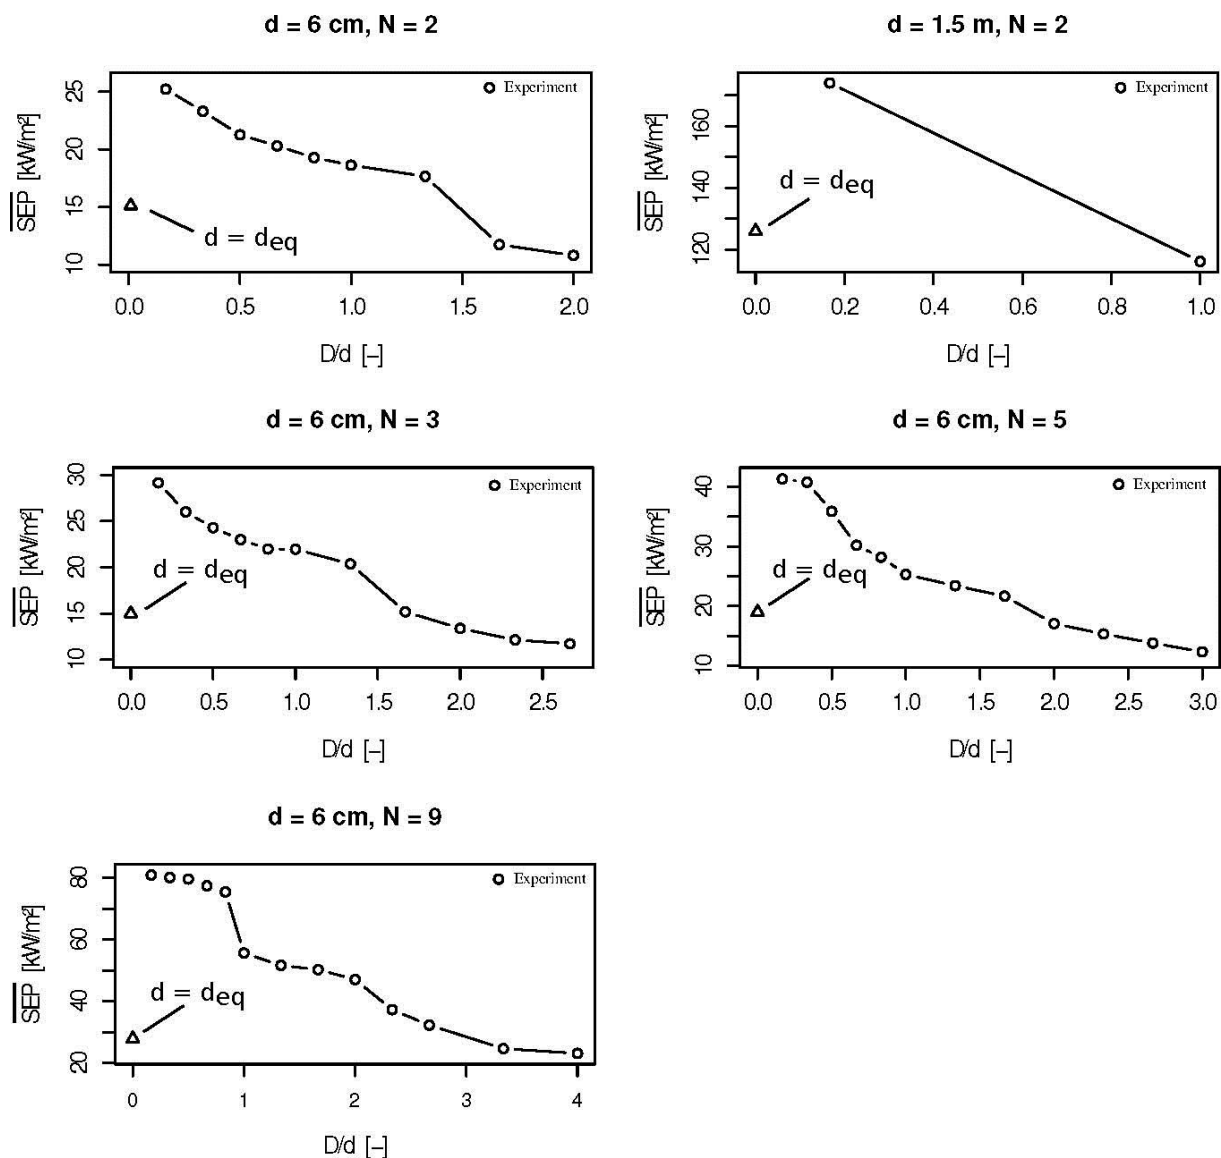 d = 6 cm, N = 2
SEP [kW/m²]
25
20
15
10
Experiment
d = deq
0.0 0.5 1.0 1.5 2.0
D/d [–]
d = 1.5 m, N = 2
SEP [kW/m²]
160
140
120
Experiment
d = deq
0.0 0.2 0.4 0.6 0.8 1.0
D/d [–]
d = 6 cm, N = 3
SEP [kW/m²]
30
25
20
15
10
Experiment
d = deq
0.0 0.5 1.0 1.5 2.0 2.5
D/d [–]
d = 6 cm, N = 5
SEP [kW/m²]
40
30
20
10
Experiment
d = deq
0.0 0.5 1.0 1.5 2.0 2.5 3.0
D/d [–]
d = 6 cm, N = 9
SEP [kW/m²]
80
60
40
20
Experiment
d = deq
0 1 2 3 4
D/d [–]